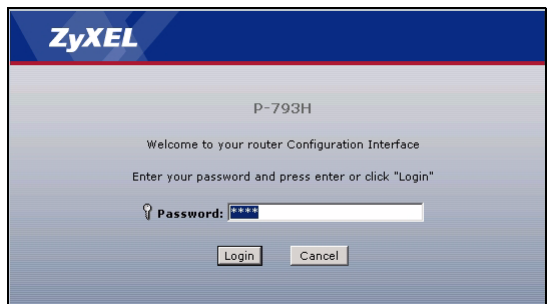 ZyXEL
P-793H
Welcome to your router Configuration Interface
Enter your password and press enter or click "Login"
Password: ****
Login Cancel